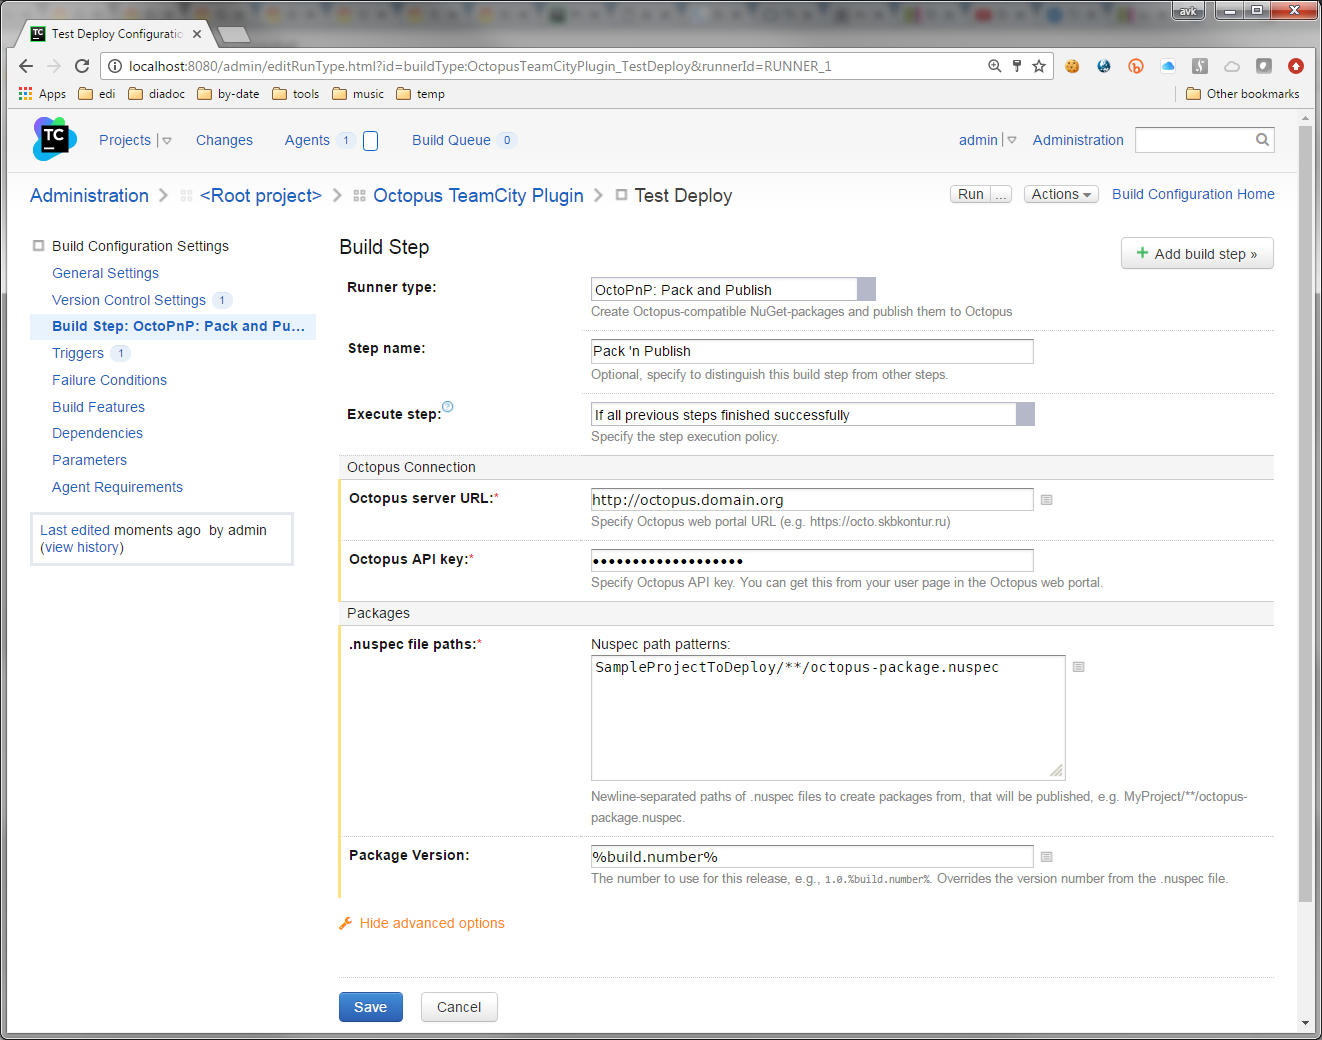 avk
TC Test Deploy Configuratio
localhost:8080/admin/editRunType.html?id=buildType:OctopusTeamCityPlugin_TestDeploy&runnerId=RUNNER_1
Apps edi diadoc by-date tools music temp Other bookmarks
TC Projects Changes Agents 1 Build Queue 0 admin Administration
Administration <Root project> Octopus TeamCity Plugin Test Deploy Run ... Actions Build Configuration Home
Build Configuration Settings
General Settings
Version Control Settings 1
Build Step: OctoPnP: Pack and Pu...
Triggers 1
Failure Conditions
Build Features
Dependencies
Parameters
Agent Requirements
Last edited moments ago by admin
(view history)
Build Step
+ Add build step »
Runner type: OctoPnP: Pack and Publish
Create Octopus-compatible NuGet-packages and publish them to Octopus
Step name: Pack 'n Publish
Optional, specify to distinguish this build step from other steps.
Execute step: ? If all previous steps finished successfully
Specify the step execution policy.
Octopus Connection
Octopus server URL:* http://octopus.domain.org
Specify Octopus web portal URL (e.g. https://octo.skbkontur.ru)
Octopus API key:* •••••••••••••••••••
Specify Octopus API key. You can get this from your user page in the Octopus web portal.
Packages
.nuspec file paths:* Nuspec path patterns:
SampleProjectToDeploy/**/octopus-package.nuspec
Newline-separated paths of .nuspec files to create packages from, that will be published, e.g. MyProject/**/octopus-
package.nuspec.
Package Version: %build.number%
The number to use for this release, e.g., 1.0.%build.number%. Overrides the version number from the .nuspec file.
Hide advanced options
Save Cancel